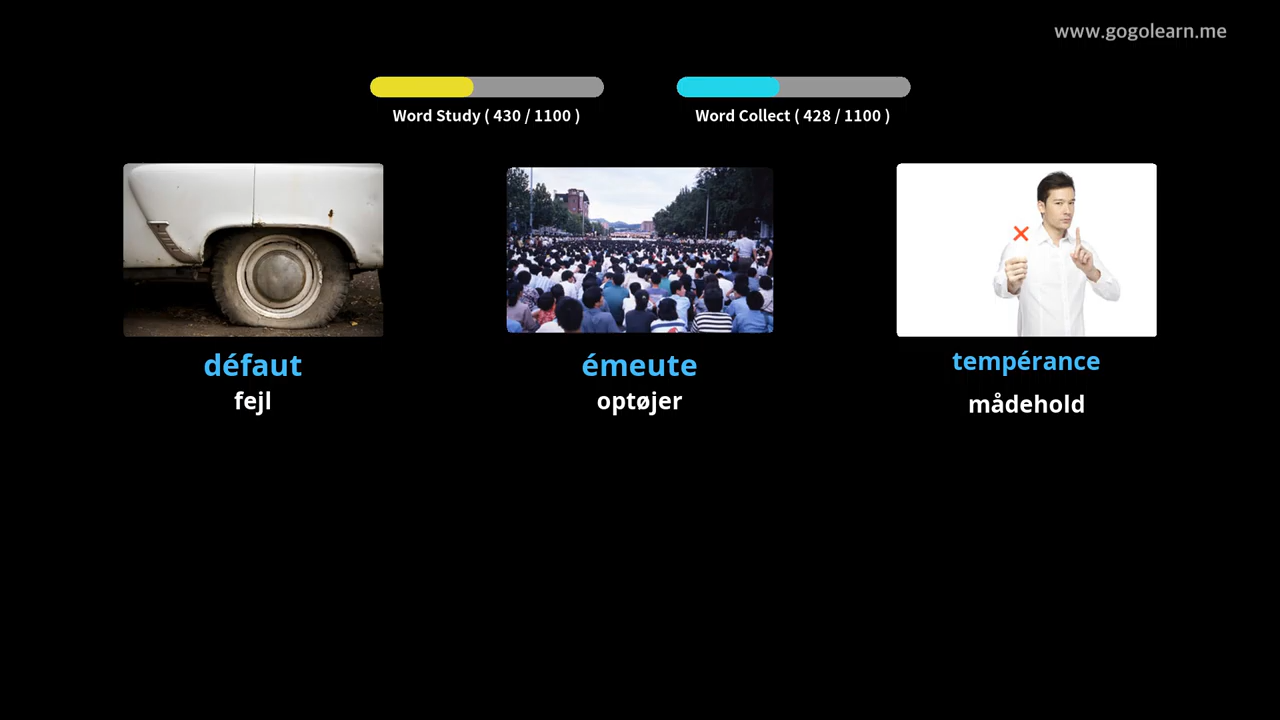 www.gogolearn.me
Word Study ( 430 / 1100 )
Word Collect ( 428 / 1100 )
défaut
fejl
émeute
optøjer
tempérance
mådehold